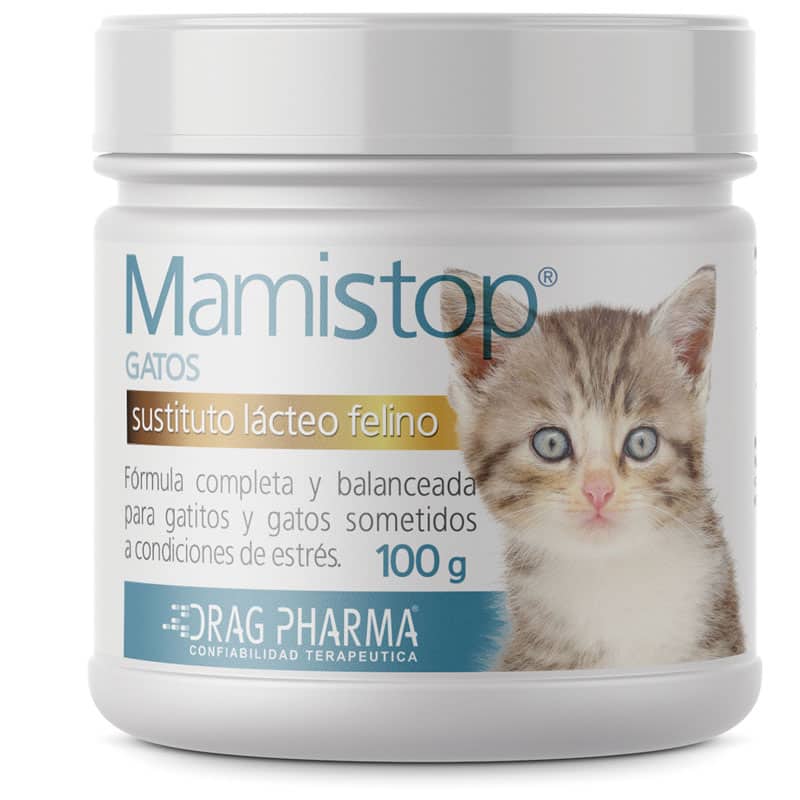 Mamistop®
GATOS
sustituto lácteo felino
Fórmula completa y balanceada
para gatitos y gatos sometidos
a condiciones de estrés. 100 g
DRAG PHARMA®
CONFIABILIDAD TERAPEUTICA